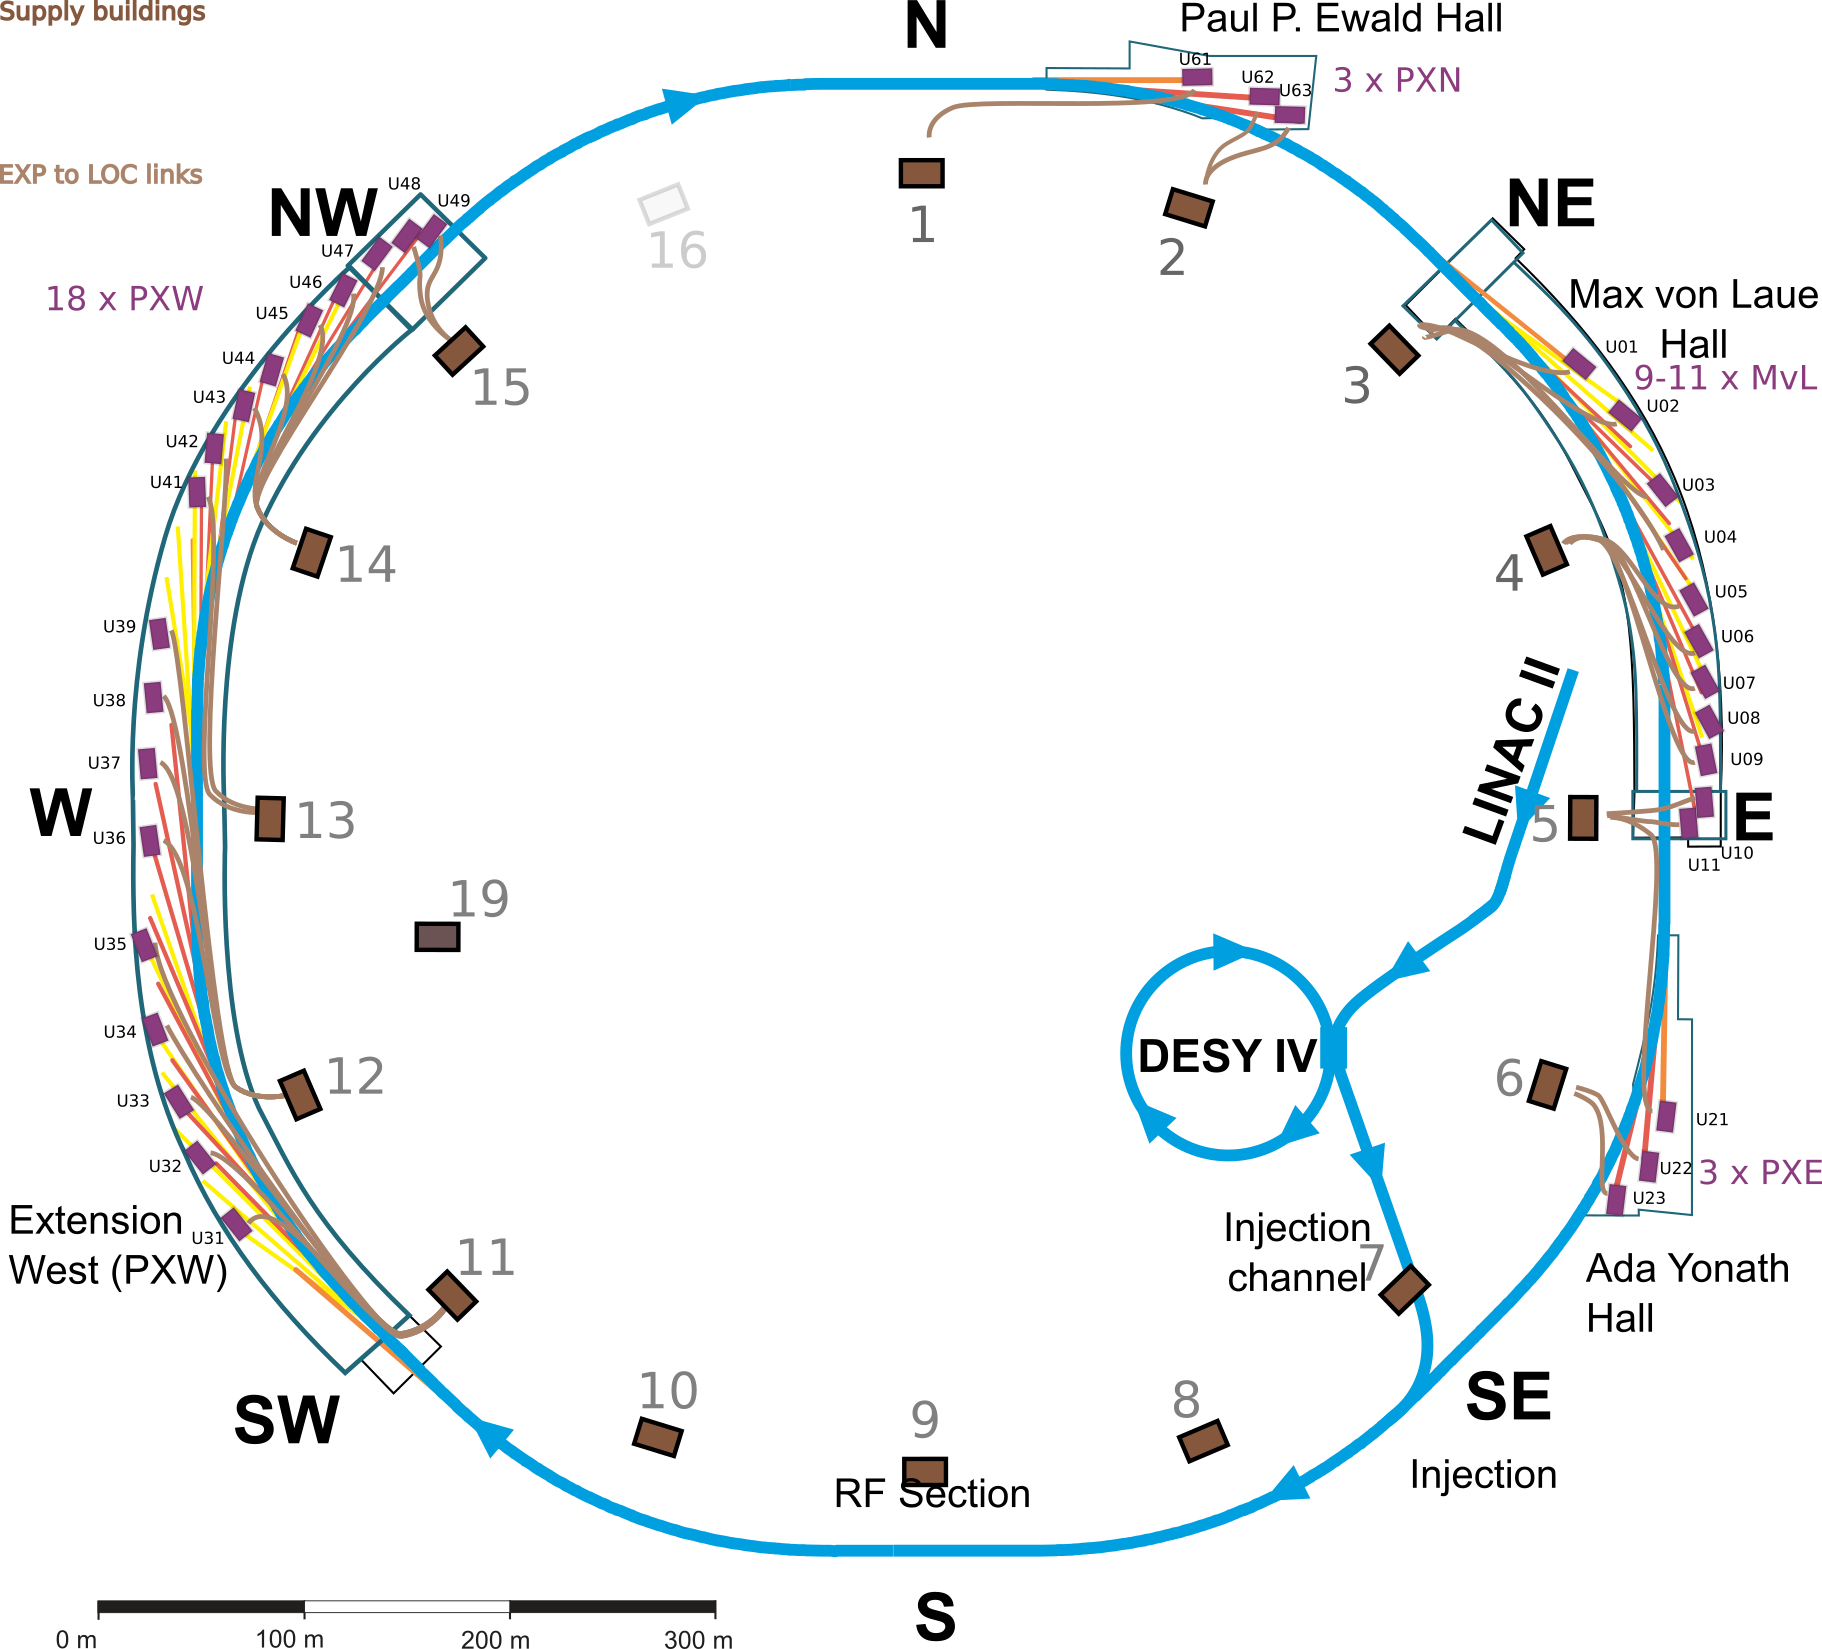 Supply buildings
N
Paul P. Ewald Hall
U61
U62
U63
3 x PXN
EXP to LOC links
NW
U48
U49
U47
U46
U45
U44
U43
U42
U41
18 x PXW
16
1
2
NE
Max von Laue
Hall
9-11 x MvL
U01
U02
U03
U04
U05
U06
U07
U08
U09
U10
U11
3
4
5
E
15
14
13
W
U39
U38
U37
U36
U35
U34
U33
U32
U31
19
12
11
LINAC II
DESY IV
6
U21
U22
U23
3 x PXE
Extension
West (PXW)
Injection
channel
7
Ada Yonath
Hall
SW
10
9
8
SE
RF Section
Injection
S
0 m
100 m
200 m
300 m